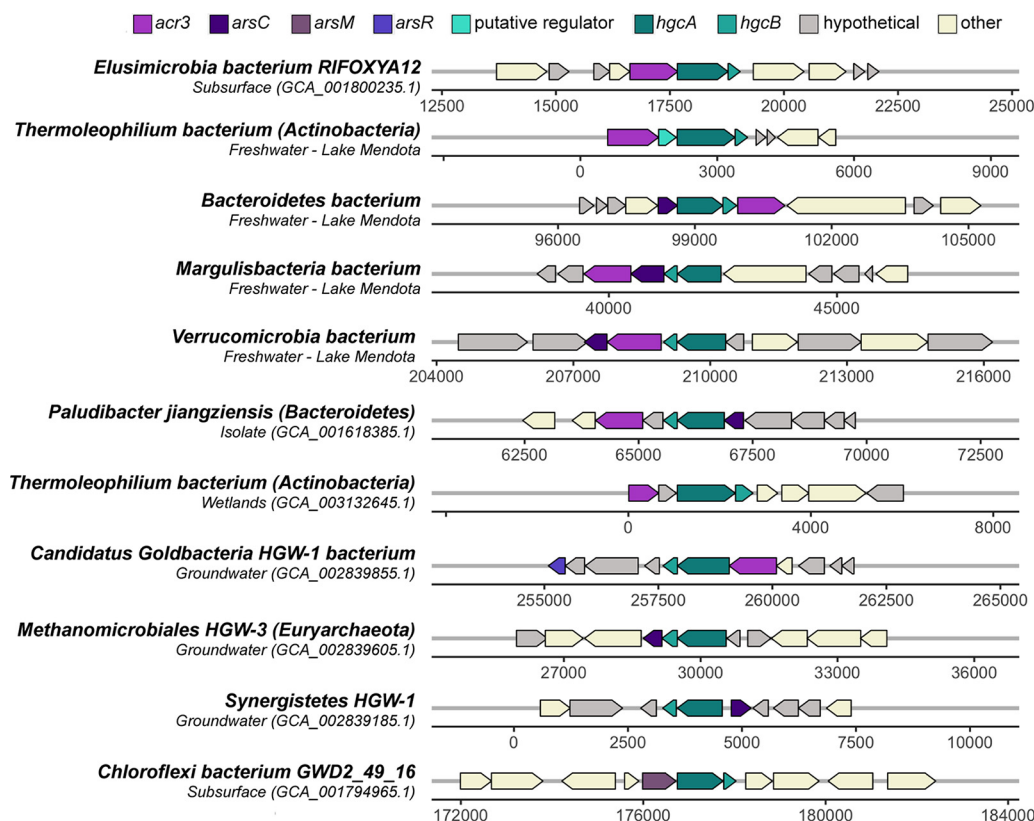 acr3 arsC arsM arsR putative regulator hgcA hgcB hypothetical other
Elusimicrobia bacterium RIFOXYA12
Subsurface (GCA_001800235.1)
12500 15000 17500 20000 22500 25000
Thermoleophilium bacterium (Actinobacteria)
Freshwater - Lake Mendota
0 3000 6000 9000
Bacteroidetes bacterium
Freshwater - Lake Mendota
96000 99000 102000 105000
Margulisbacteria bacterium
Freshwater - Lake Mendota
40000 45000
Verrucomicrobia bacterium
Freshwater - Lake Mendota
204000 207000 210000 213000 216000
Paludibacter jiangziensis (Bacteroidetes)
Isolate (GCA_001618385.1)
62500 65000 67500 70000 72500
Thermoleophilium bacterium (Actinobacteria)
Wetlands (GCA_003132645.1)
0 4000 8000
Candidatus Goldbacteria HGW-1 bacterium
Groundwater (GCA_002839855.1)
255000 257500 260000 262500 265000
Methanomicrobiales HGW-3 (Euryarchaeota)
Groundwater (GCA_002839605.1)
27000 30000 33000 36000
Synergistetes HGW-1
Groundwater (GCA_002839185.1)
0 2500 5000 7500 10000
Chloroflexi bacterium GWD2_49_16
Subsurface (GCA_001794965.1)
172000 176000 180000 184000